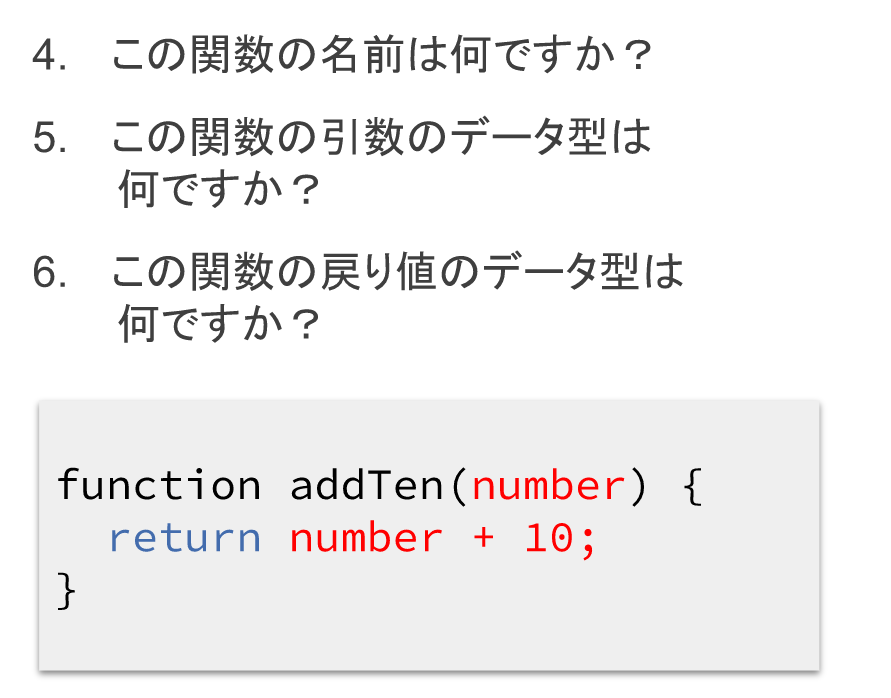 4. この関数の名前は何ですか？
5. この関数の引数のデータ型は
何ですか？
6. この関数の戻り値のデータ型は
何ですか？
function addTen(number) {
  return number + 10;
}